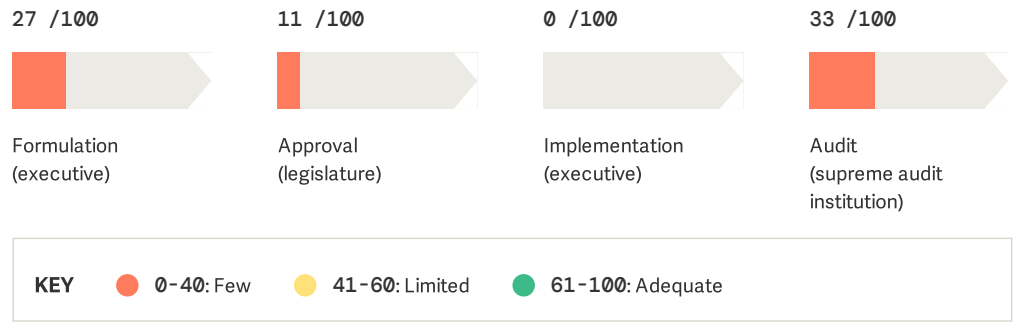 27 /100
11 /100
0 /100
33 /100
Formulation
(executive)
Approval
(legislature)
Implementation
(executive)
Audit
(supreme audit
institution)
KEY 0-40: Few 41-60: Limited 61-100: Adequate